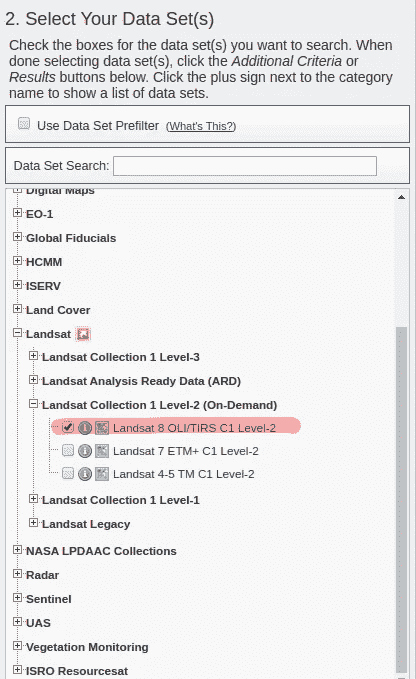 2. Select Your Data Set(s)
Check the boxes for the data set(s) you want to search. When
done selecting data set(s), click the Additional Criteria or
Results buttons below. Click the plus sign next to the category
name to show a list of data sets.
Use Data Set Prefilter (What's This?)
Data Set Search:
Digital Maps
EO-1
Global Fiducials
HCMM
ISERV
Land Cover
Landsat
Landsat Collection 1 Level-3
Landsat Analysis Ready Data (ARD)
Landsat Collection 1 Level-2 (On-Demand)
Landsat 8 OLI/TIRS C1 Level-2
Landsat 7 ETM+ C1 Level-2
Landsat 4-5 TM C1 Level-2
Landsat Collection 1 Level-1
Landsat Legacy
NASA LPDAAC Collections
Radar
Sentinel
UAS
Vegetation Monitoring
ISRO Resourcesat